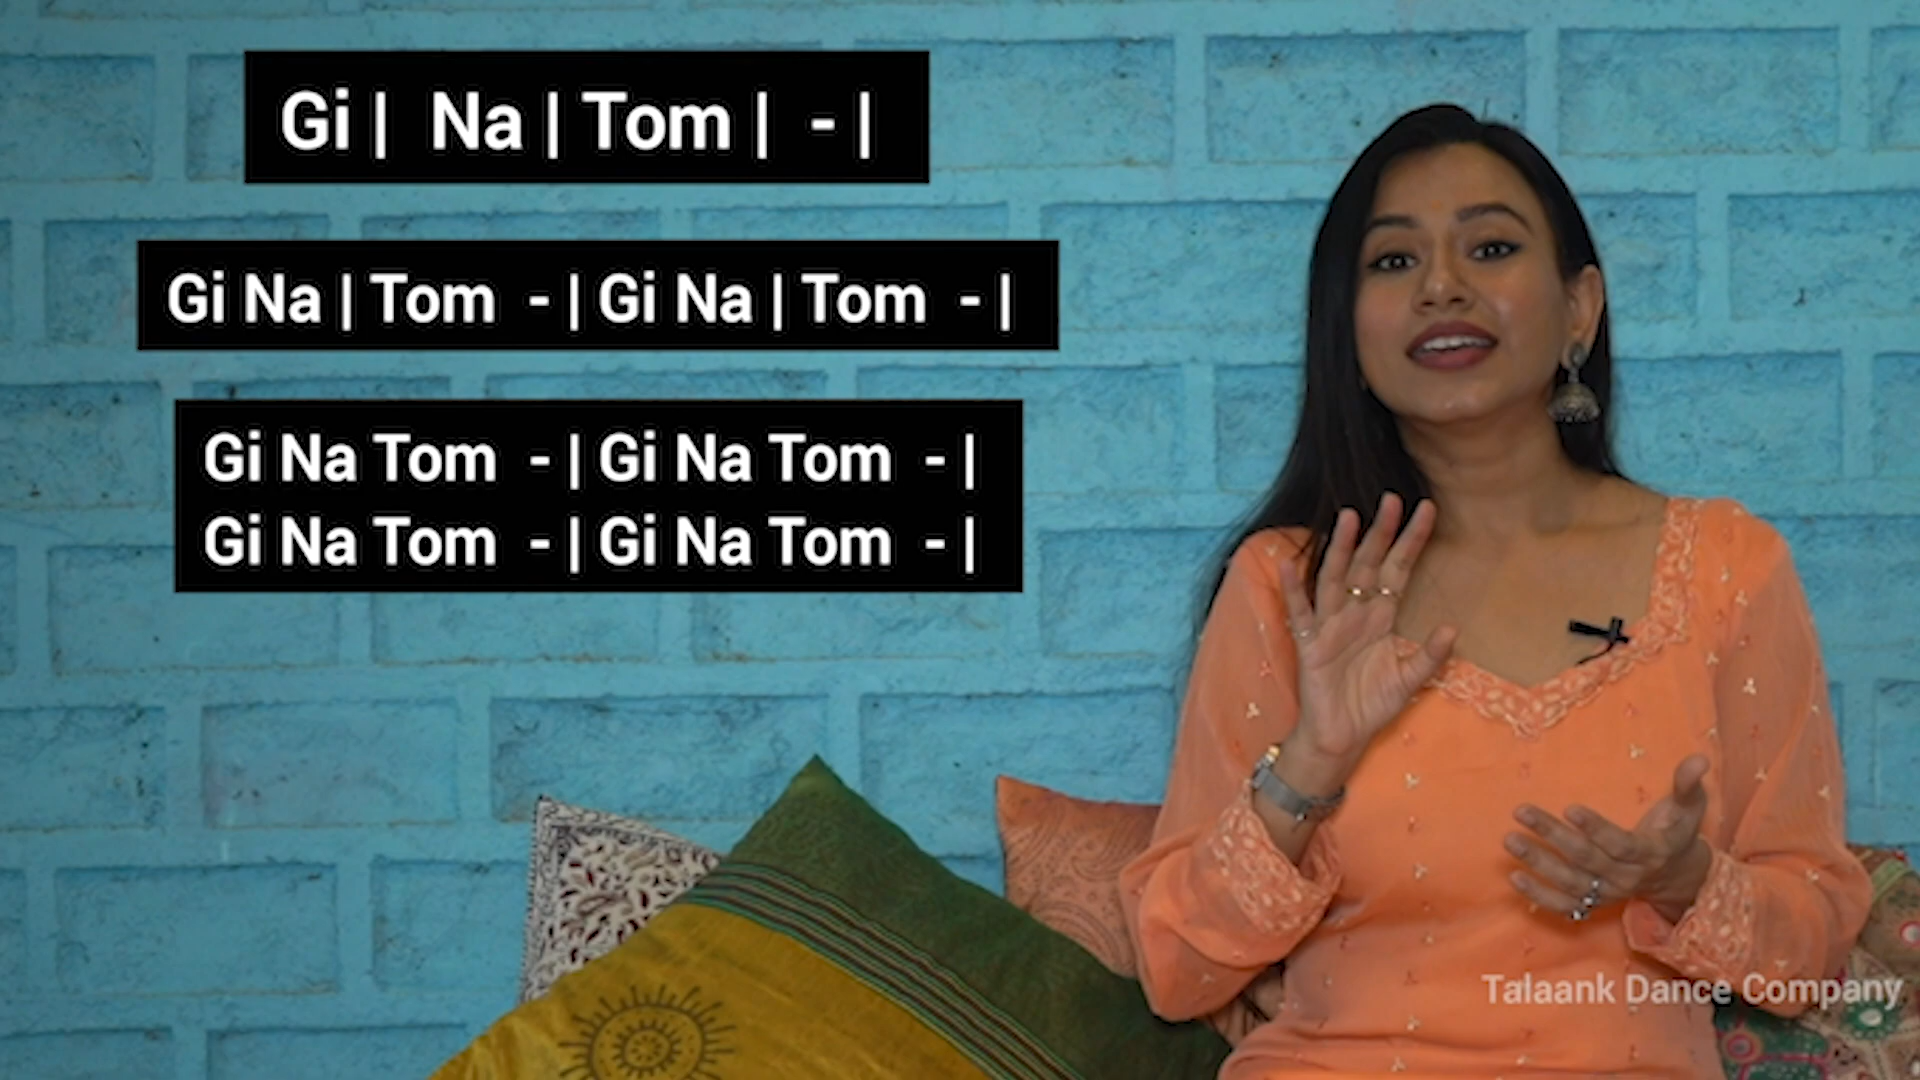 Gi | Na | Tom | - |
Gi Na | Tom - | Gi Na | Tom - |
Gi Na Tom - | Gi Na Tom - |
Gi Na Tom - | Gi Na Tom - |
Talaank Dance Company